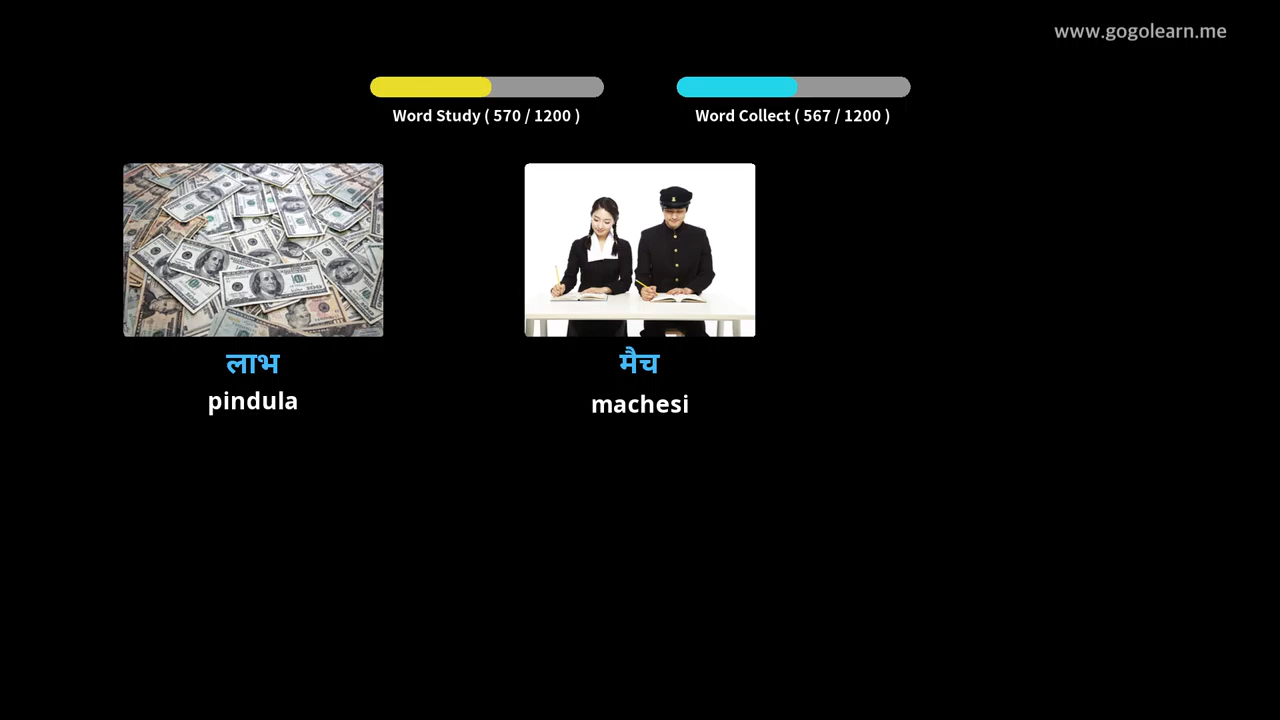 www.gogolearn.me
Word Study ( 570 / 1200 )
Word Collect ( 567 / 1200 )
लाभ
pindula
मैच
machesi